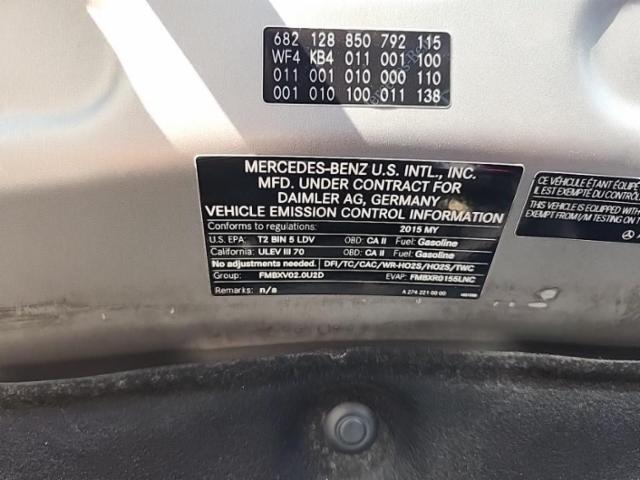 682 128 850 792 115
WF4 KB4 011 001 100
011 001 010 000 110
001 010 100 011 138
MERCEDES-BENZ U.S. INTL., INC.
MFD. UNDER CONTRACT FOR
DAIMLER AG, GERMANY
VEHICLE EMISSION CONTROL INFORMATION
Conforms to regulations: 2015 MY
U.S. EPA: T2 BIN 5 LDV OBD: CA II Fuel: Gasoline
California: ULEV III 70 OBD: CA II Fuel: Gasoline
No adjustments needed. DFI/TC/CAC/WR-HO2S/HO2S/TWC
Group: FMBXV02.0U2D EVAP: FMBXR0155LNC
Remarks: n/a A 274 221 00 00
CE VÉHICULE ÉTANT ÉQUIPÉ
EXEMPT DU CONTRÔLE
THIS VEHICLE IS EQUIPPED WITH
EXEMPT FROM I/M TESTING ON